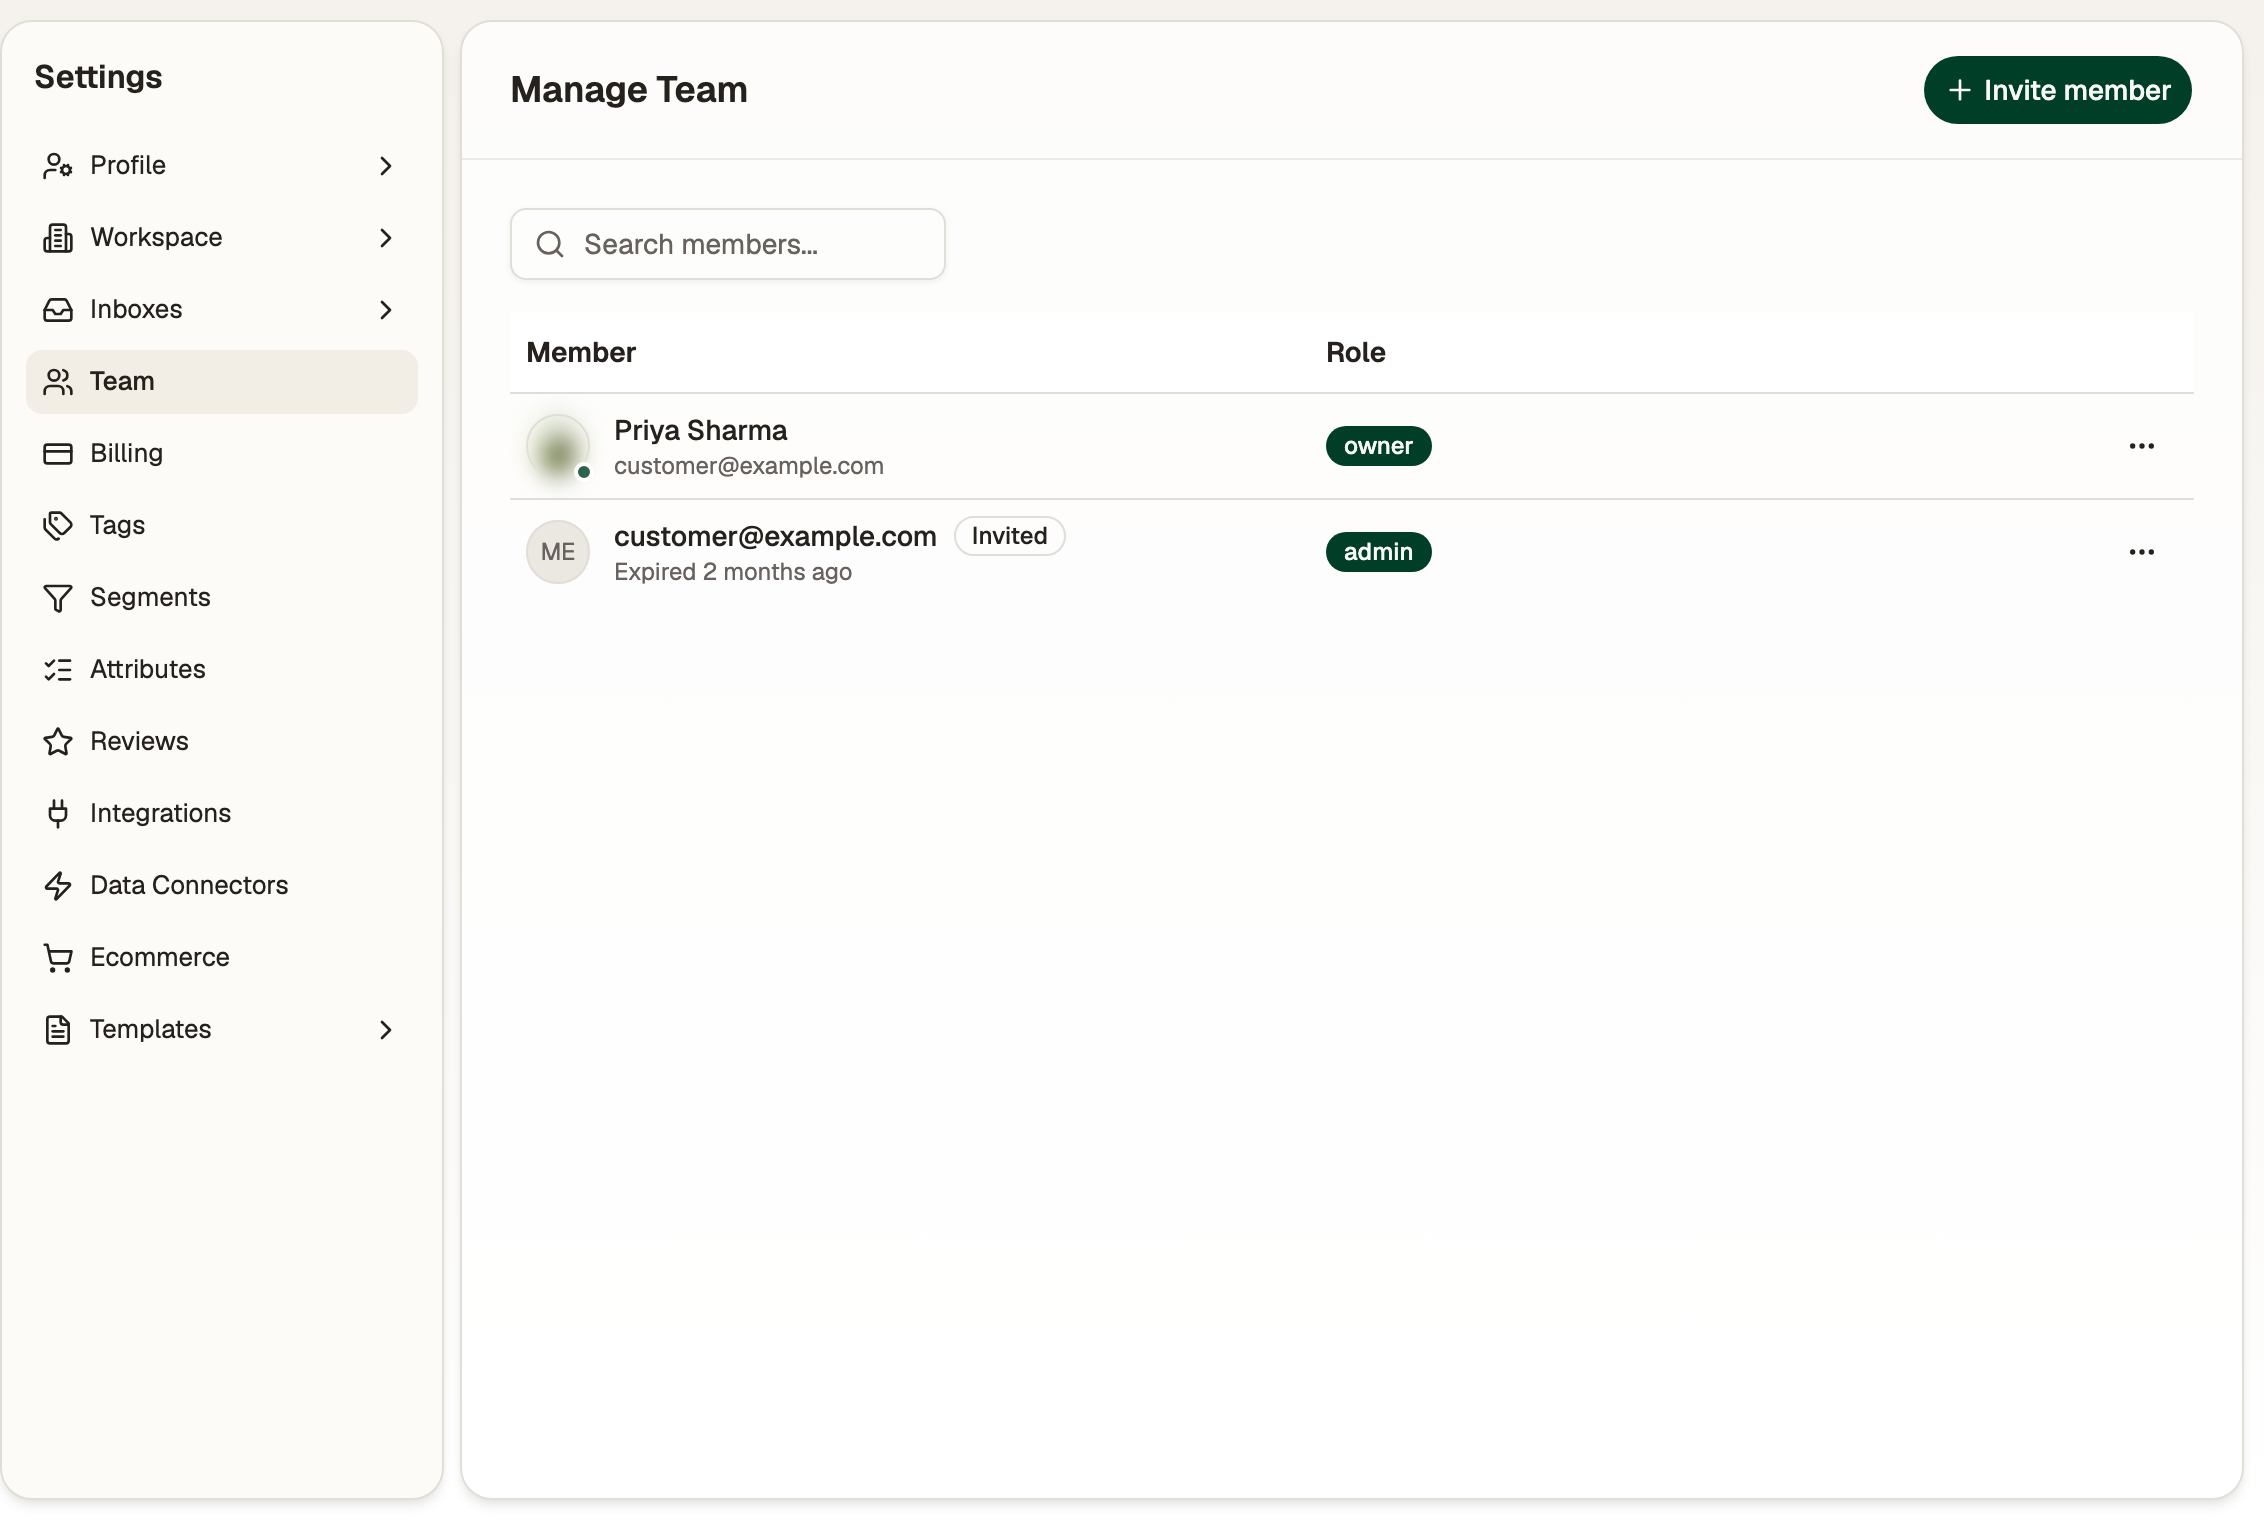 Settings
Profile
Workspace
Inboxes
Team
Billing
Tags
Segments
Attributes
Reviews
Integrations
Data Connectors
Ecommerce
Templates
Manage Team
Invite member
Search members...
Member Role
Priya Sharma
customer@example.com
owner
ME
customer@example.com Invited
Expired 2 months ago
admin